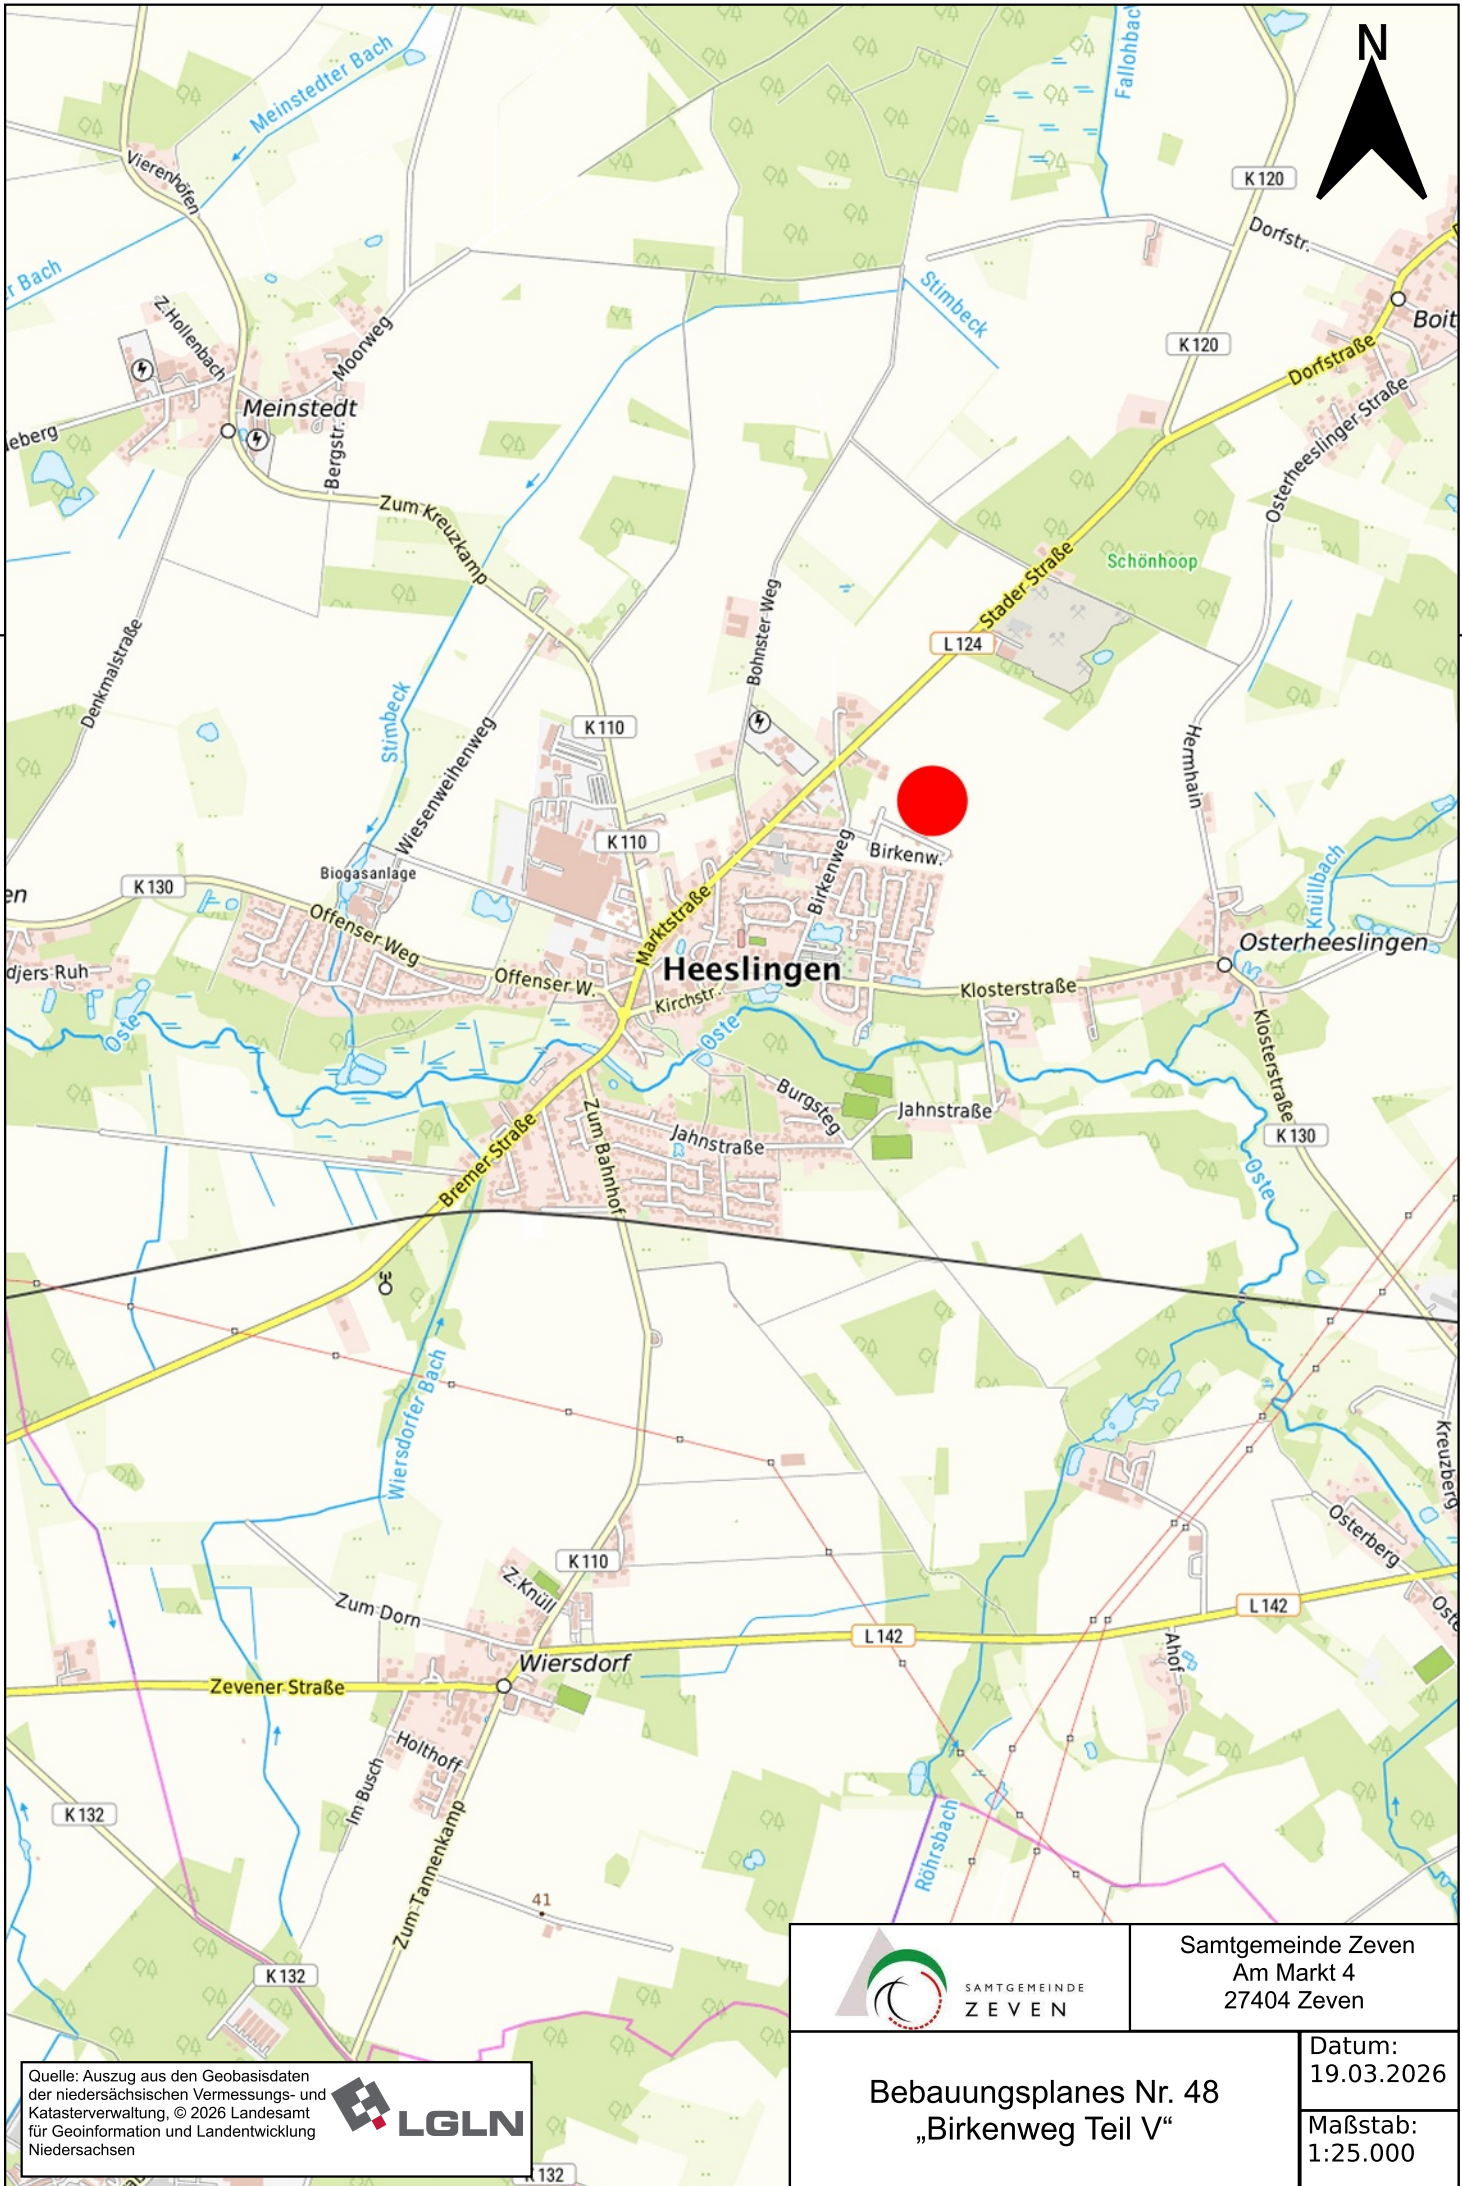 N
Meinstedter Bach
Fallohbac
Vierenhöfen
K 120
Dorfstr.
r Bach
Stimbeck
Z. Hollenbach
Moorweg
Boit
K 120
Dorfstraße
Meinstedt
Osterheeslinger Straße
leberg
Bergstr.
Zum Kreuzkamp
Schönhoop
Stader Straße
Denkmalstraße
Bohnster Weg
L 124
Stimbeck
Wiesenweihenweg
K 110
Hermhain
K 110
Birkenweg
Birkenw.
Knüllbach
Biogasanlage
K 130
en
Offenser Weg
Marktstraße
Osterheeslingen
djers Ruh
Heeslingen
Offenser W.
Kirchstr.
Klosterstraße
Oste
Oste
Klosterstraße
Burgsteg
Jahnstraße
Zum Bahnhof
Jahnstraße
K 130
Bremer Straße
Oste
Wiersdorfer Bach
Kreuzberg
Osterberg
K 110
Z. Knüll
Zum Dorn
L 142
L 142
Oste
Ahof
Wiersdorf
Zevener Straße
Holthoff
Im Busch
K 132
Röhrsbach
Zum Tannenkamp
41
K 132
SAMTGEMEINDE
ZEVEN
Samtgemeinde Zeven
Am Markt 4
27404 Zeven
Bebauungsplanes Nr. 48
„Birkenweg Teil V“
Datum:
19.03.2026
Maßstab:
1:25.000
Quelle: Auszug aus den Geobasisdaten
der niedersächsischen Vermessungs- und
Katasterverwaltung, © 2026 Landesamt
für Geoinformation und Landentwicklung
Niedersachsen
LGLN
K 132